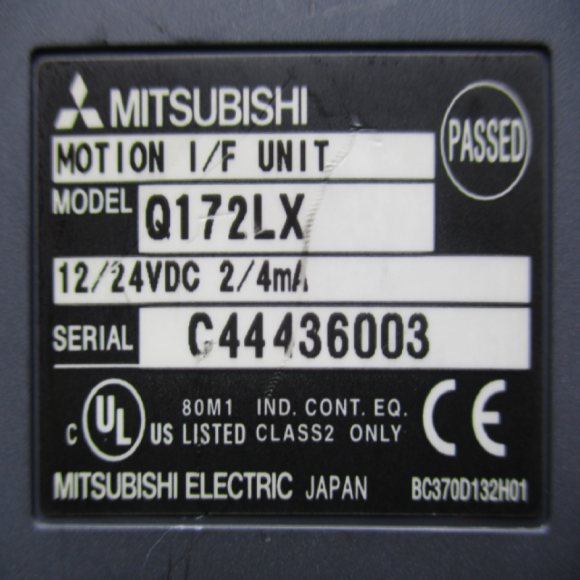 MITSUBISHI
PASSED
MOTION I/F UNIT
MODEL Q172LX
12/24VDC 2/4mA
SERIAL C44436003
C UL US LISTED 80M1 IND. CONT. EQ.
CLASS2 ONLY
CE
MITSUBISHI ELECTRIC JAPAN BC370D132H01